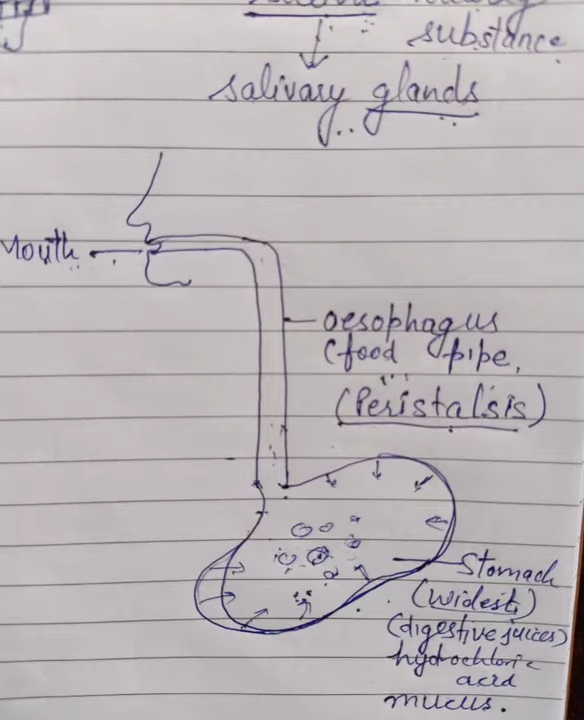 substance
salivary glands
Mouth
oesophagus
(food pipe,
(Peristalsis)
Stomach
(widest)
(digestive juices)
hydrochloric
acid
mucus.